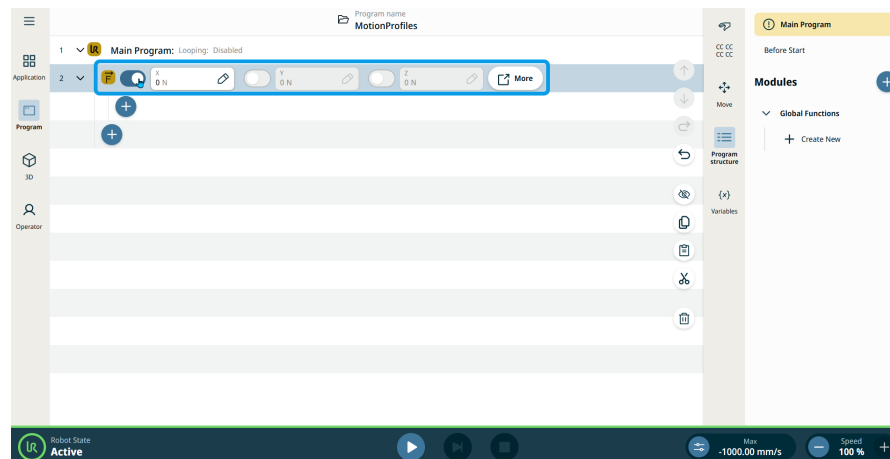 Program name
MotionProfiles
Application
Program
3D
Operator
1 Main Program: Looping: Disabled
2 F X 0 N Y 0 N Z 0 N More
Move
Program structure
{x}
Variables
CC CC
CC CC
Main Program
Before Start
Modules
Global Functions
Create New
Robot State
Active
Max
-1000.00 mm/s
Speed
100 %